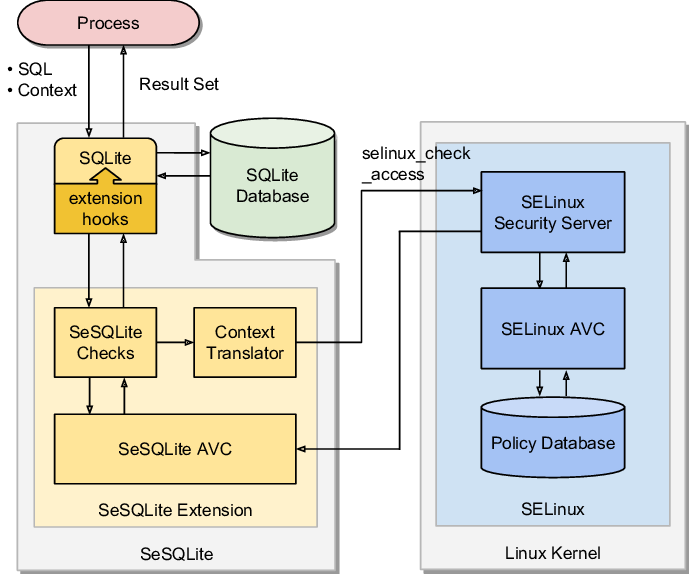 Process
• SQL
• Context
Result Set
SQLite
extension
hooks
SQLite
Database
selinux_check
_access
SELinux
Security Server
SeSQLite
Checks
Context
Translator
SELinux AVC
SeSQLite AVC
Policy Database
SeSQLite Extension
SELinux
SeSQLite
Linux Kernel